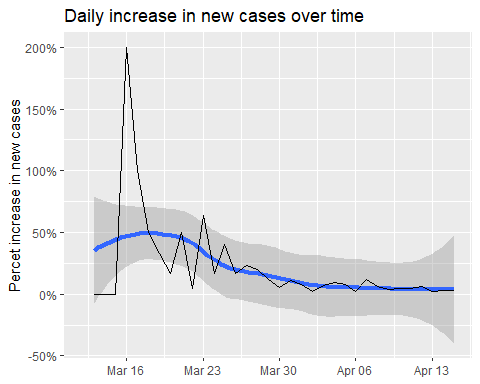 Daily increase in new cases over time
Percet increase in new cases
200%
150%
100%
50%
0%
-50%
Mar 16
Mar 23
Mar 30
Apr 06
Apr 13